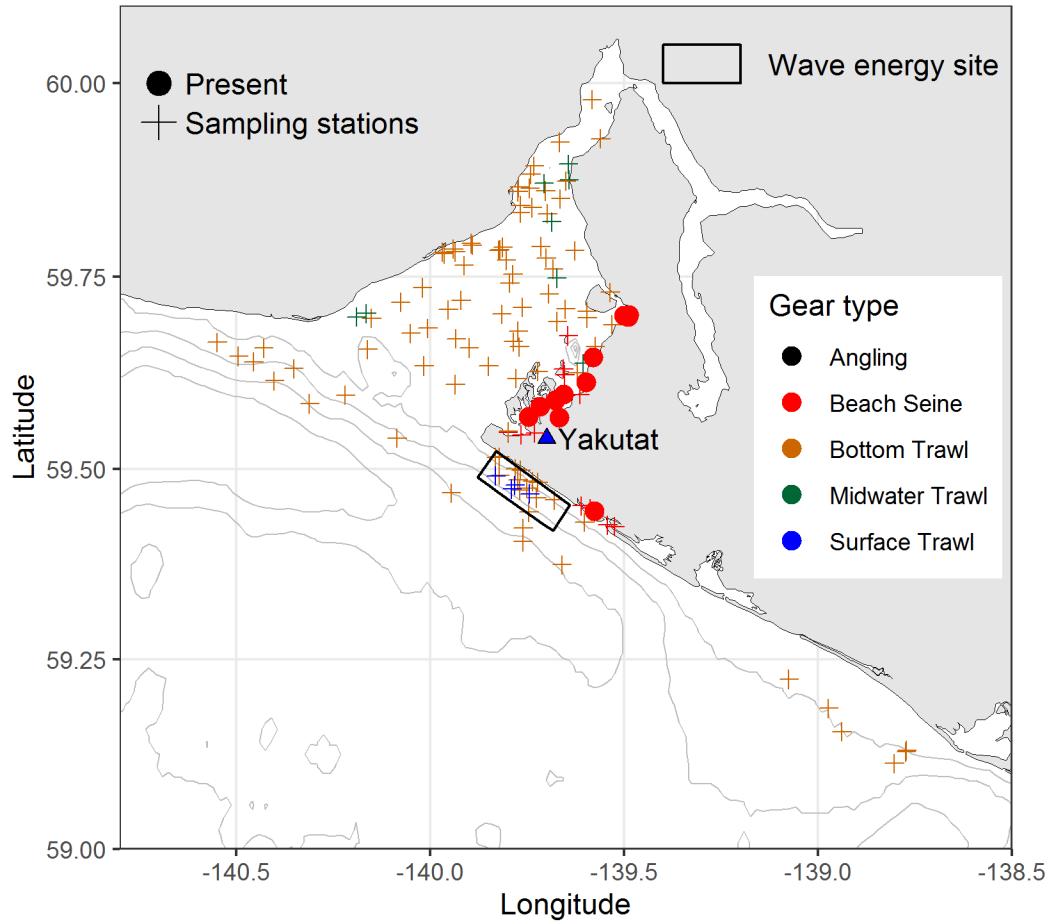 Present
Sampling stations
Wave energy site
60.00
59.75
59.50
59.25
59.00
Latitude
Yakutat
Gear type
Angling
Beach Seine
Bottom Trawl
Midwater Trawl
Surface Trawl
-140.5
-140.0
-139.5
-139.0
-138.5
Longitude